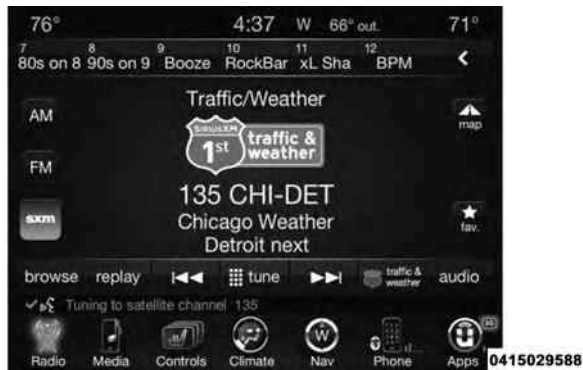 76° 4:37 W 66° out. 71°
7 8 9 10 11 12
80s on 8 90s on 9 Booze RockBar xL Sha BPM
Traffic/Weather
AM
map
SIRIUSXM
1st traffic & weather
FM
135 CHI-DET
sxm
Chicago Weather
fav.
Detroit next
browse replay tune traffic & weather audio
Tuning to satellite channel 135
Radio Media Controls Climate Nav Phone Apps
W
3G
0415029588